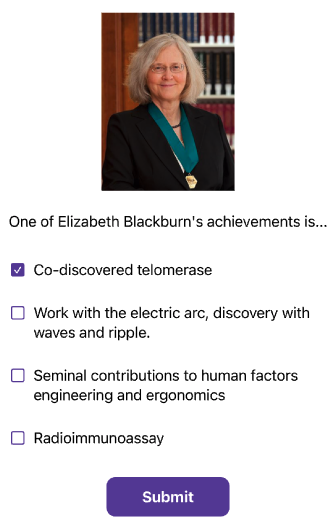 One of Elizabeth Blackburn's achievements is...
Co-discovered telomerase
Work with the electric arc, discovery with
waves and ripple.
Seminal contributions to human factors
engineering and ergonomics
Radioimmunoassay
Submit